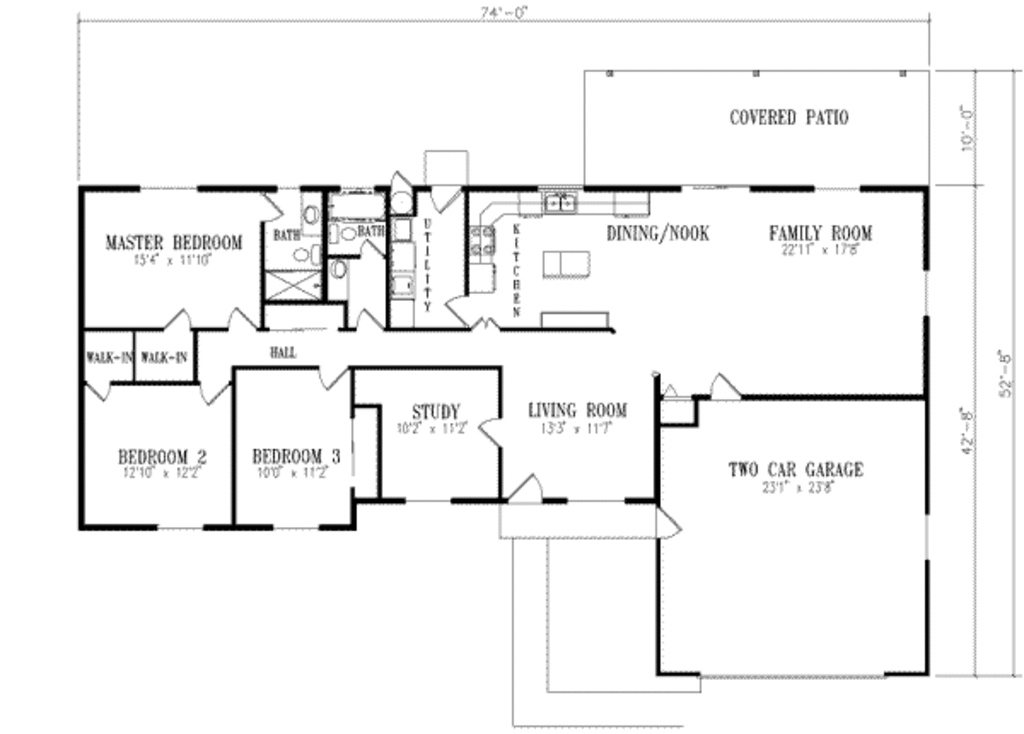 74'-0"
COVERED PATIO
10'-0"
MASTER BEDROOM
15'4" x 11'10"
BATH
BATH
UTILITY
KITCHEN
DINING/NOOK
FAMILY ROOM
22'11" x 17'8"
WALK-IN
WALK-IN
HALL
52'-8"
STUDY
10'2" x 11'2"
LIVING ROOM
13'3" x 11'7"
42'-8"
BEDROOM 2
12'10" x 12'2"
BEDROOM 3
10'0" x 11'2"
TWO CAR GARAGE
23'1" x 23'8"